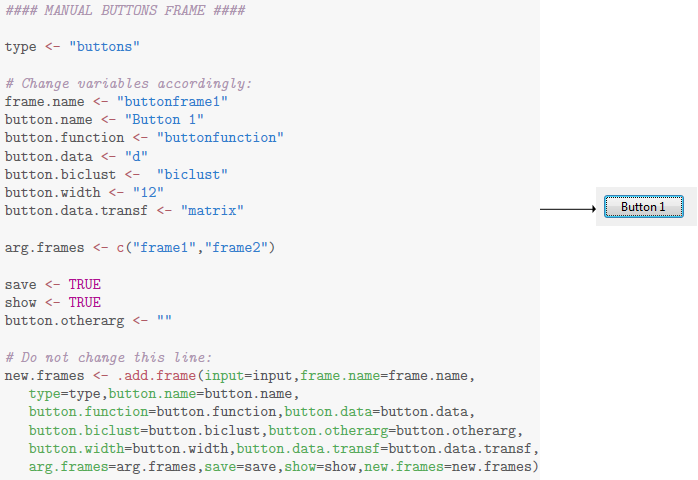 #### MANUAL BUTTONS FRAME ####
type <- "buttons"
# Change variables accordingly:
frame.name <- "buttonframe1"
button.name <- "Button 1"
button.function <- "buttonfunction"
button.data <- "d"
button.biclust <-  "biclust"
button.width <- "12"
button.data.transf <- "matrix"
arg.frames <- c("frame1","frame2")
save <- TRUE
show <- TRUE
button.otherarg <- ""
# Do not change this line:
new.frames <- .add.frame(input=input,frame.name=frame.name,
type=type,button.name=button.name,
button.function=button.function,button.data=button.data,
button.biclust=button.biclust,button.otherarg=button.otherarg,
button.width=button.width,button.data.transf=button.data.transf,
arg.frames=arg.frames,save=save,show=show,new.frames=new.frames)
Button 1